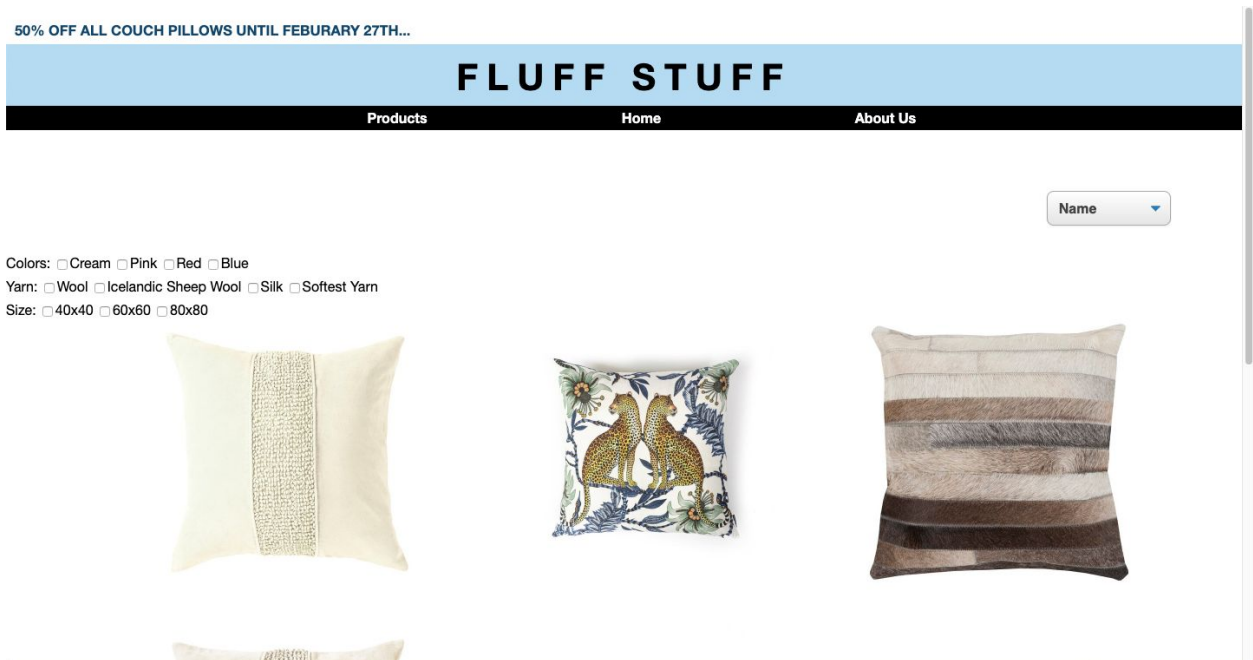 50% OFF ALL COUCH PILLOWS UNTIL FEBURARY 27TH...
FLUFF STUFF
Products Home About Us
Name
Colors: Cream Pink Red Blue
Yarn: Wool Icelandic Sheep Wool Silk Softest Yarn
Size: 40x40 60x60 80x80